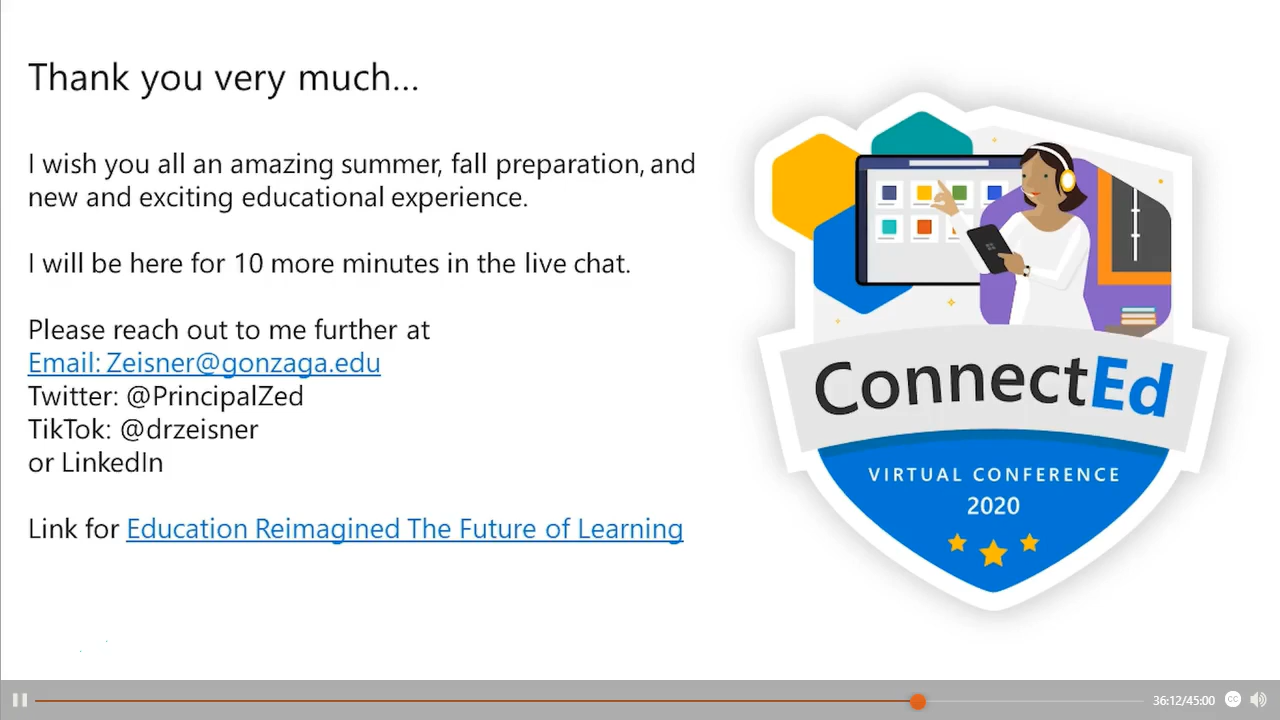 Thank you very much...
I wish you all an amazing summer, fall preparation, and
new and exciting educational experience.
I will be here for 10 more minutes in the live chat.
Please reach out to me further at
Email: Zeisner@gonzaga.edu
Twitter: @PrincipalZed
TikTok: @drzeisner
or LinkedIn
Link for Education Reimagined The Future of Learning
ConnectEd
VIRTUAL CONFERENCE
2020
36:12/45:00
CC